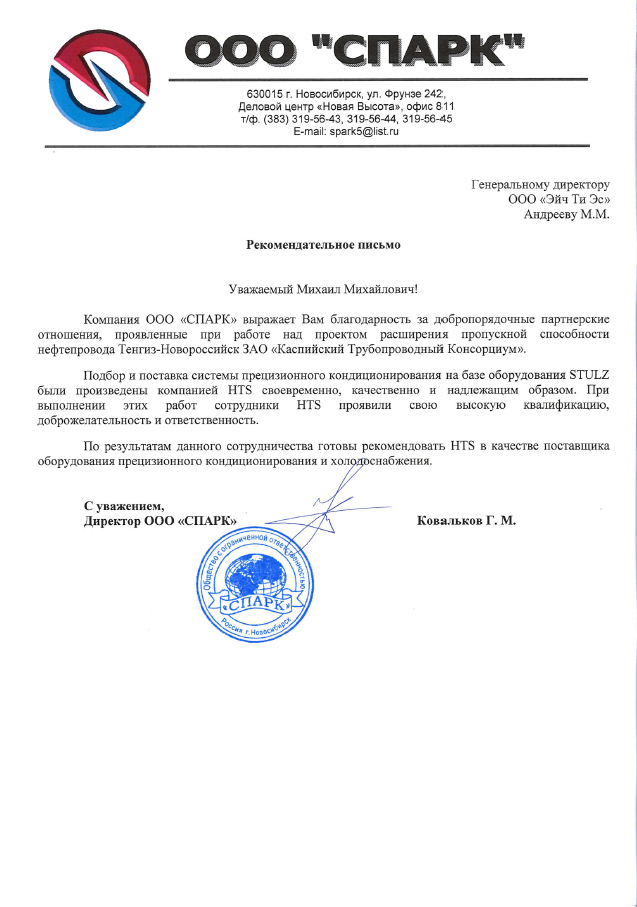 ООО "СПАРК"
630015 г. Новосибирск, ул. Фрунзе 242,
Деловой центр «Новая Высота», офис 811
т/ф. (383) 319-56-43, 319-56-44, 319-56-45
E-mail: spark5@list.ru
Генеральному директору
ООО «Эйч Ти Эс»
Андрееву М.М.
Рекомендательное письмо
Уважаемый Михаил Михайлович!
Компания ООО «СПАРК» выражает Вам благодарность за добропорядочные партнерские
отношения, проявленные при работе над проектом расширения пропускной способности
нефтепровода Тенгиз-Новороссийск ЗАО «Каспийский Трубопроводный Консорциум».
Подбор и поставка системы прецизионного кондиционирования на базе оборудования STULZ
были произведены компанией HTS своевременно, качественно и надлежащим образом. При
выполнении этих работ сотрудники HTS проявили свою высокую квалификацию,
доброжелательность и ответственность.
По результатам данного сотрудничества готовы рекомендовать HTS в качестве поставщика
оборудования прецизионного кондиционирования и холодоснабжения.
С уважением,
Директор ООО «СПАРК» Ковальков Г. М.
Общество с ограниченной ответственностью
«СПАРК»
Россия г.Новосибирск